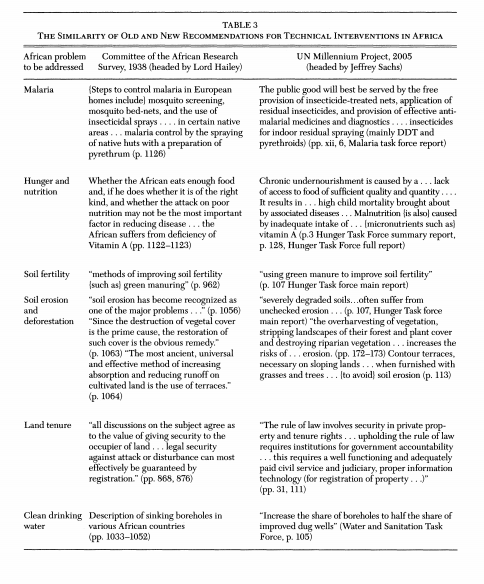 TABLE 3
THE SIMILARITY OF OLD AND NEW RECOMMENDATIONS FOR TECHNICAL INTERVENTIONS IN AFRICA
African problem
to be addressed
Committee of the African Research
Survey, 1938 (headed by Lord Hailey)
UN Millennium Project, 2005
(headed by Jeffrey Sachs)
Malaria
{Steps to control malaria in European
homes include} mosquito screening,
mosquito bed-nets, and the use of
insecticidal sprays . . . . in certain native
areas . . . malaria control by the spraying
of native huts with a preparation of
pyrethrum (p. 1126)
The public good will best be served by the free
provision of insecticide-treated nets, application of
residual insecticides, and provision of effective anti-
malarial medicines and diagnostics . . . . insecticides
for indoor residual spraying (mainly DDT and
pyrethroids) (pp. xii, 6, Malaria task force report)
Hunger and
nutrition
Whether the African eats enough food
and, if he does whether it is of the right
kind, and whether the attack on poor
nutrition may not be the most important
factor in reducing disease . . . the
African suffers from deficiency of
Vitamin A (pp. 1122–1123)
Chronic undernourishment is caused by a . . . lack
of access to food of sufficient quality and quantity . . . .
It results in . . . high child mortality brought about
by associated diseases . . . Malnutrition {is also} caused
by inadequate intake of . . . {micronutrients such as}
vitamin A (p.3 Hunger Task Force summary report,
p. 128, Hunger Task Force full report)
Soil fertility
“methods of improving soil fertility
{such as} green manuring” (p. 962)
“using green manure to improve soil fertility”
(p. 107 Hunger Task force main report)
Soil erosion
and
deforestation
“soil erosion has become recognized as
one of the major problems . . .” (p. 1056)
“Since the destruction of vegetal cover
is the prime cause, the restoration of
such cover is the obvious remedy.”
(p. 1063) “The most ancient, universal
and effective method of increasing
absorption and reducing runoff on
cultivated land is the use of terraces.”
(p. 1064)
“severely degraded soils...often suffer from
unchecked erosion . . . (p. 107, Hunger Task Force
main report) “the overharvesting of vegetation,
stripping landscapes of their forest and plant cover
and destroying riparian vegetation . . . increases the
risks of . . . erosion. (pp. 172–173) Contour terraces,
necessary on sloping lands . . . when furnished with
grasses and trees . . . {to avoid} soil erosion (p. 113)
Land tenure
“all discussions on the subject agree as
to the value of giving security to the
occupier of land . . . legal security
against attack or disturbance can most
effectively be guaranteed by
registration.” (pp. 868, 876)
“The rule of law involves security in private prop-
erty and tenure rights . . . upholding the rule of law
requires institutions for government accountability
. . . this requires a well functioning and adequately
paid civil service and judiciary, proper information
technology (for registration of property . . .)”
(pp. 31, 111)
Clean drinking
water
Description of sinking boreholes in
various African countries
(pp. 1033–1052)
“Increase the share of boreholes to half the share of
improved dug wells” (Water and Sanitation Task
Force, p. 105)